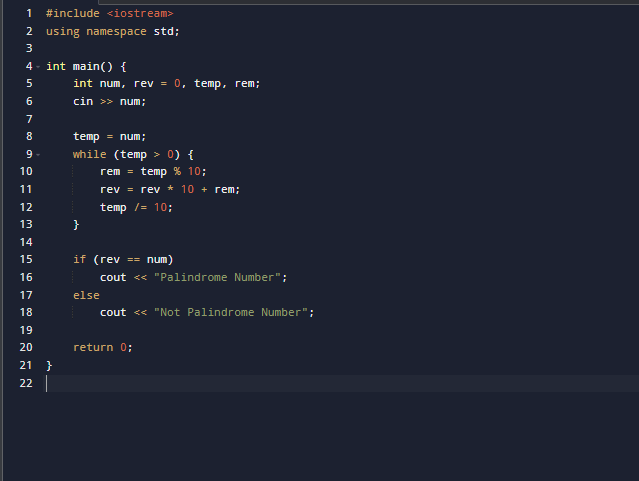 1 #include <iostream>
2 using namespace std;
3
4 int main() {
5     int num, rev = 0, temp, rem;
6     cin >> num;
7
8     temp = num;
9     while (temp > 0) {
10         rem = temp % 10;
11         rev = rev * 10 + rem;
12         temp /= 10;
13     }
14
15     if (rev == num)
16         cout << "Palindrome Number";
17     else
18         cout << "Not Palindrome Number";
19
20     return 0;
21 }
22